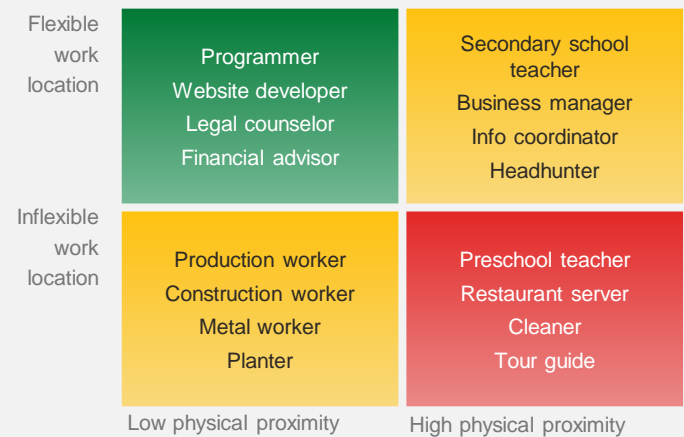 Flexible
work
location
Programmer
Website developer
Legal counselor
Financial advisor
Secondary school
teacher
Business manager
Info coordinator
Headhunter
Inflexible
work
location
Production worker
Construction worker
Metal worker
Planter
Preschool teacher
Restaurant server
Cleaner
Tour guide
Low physical proximity
High physical proximity